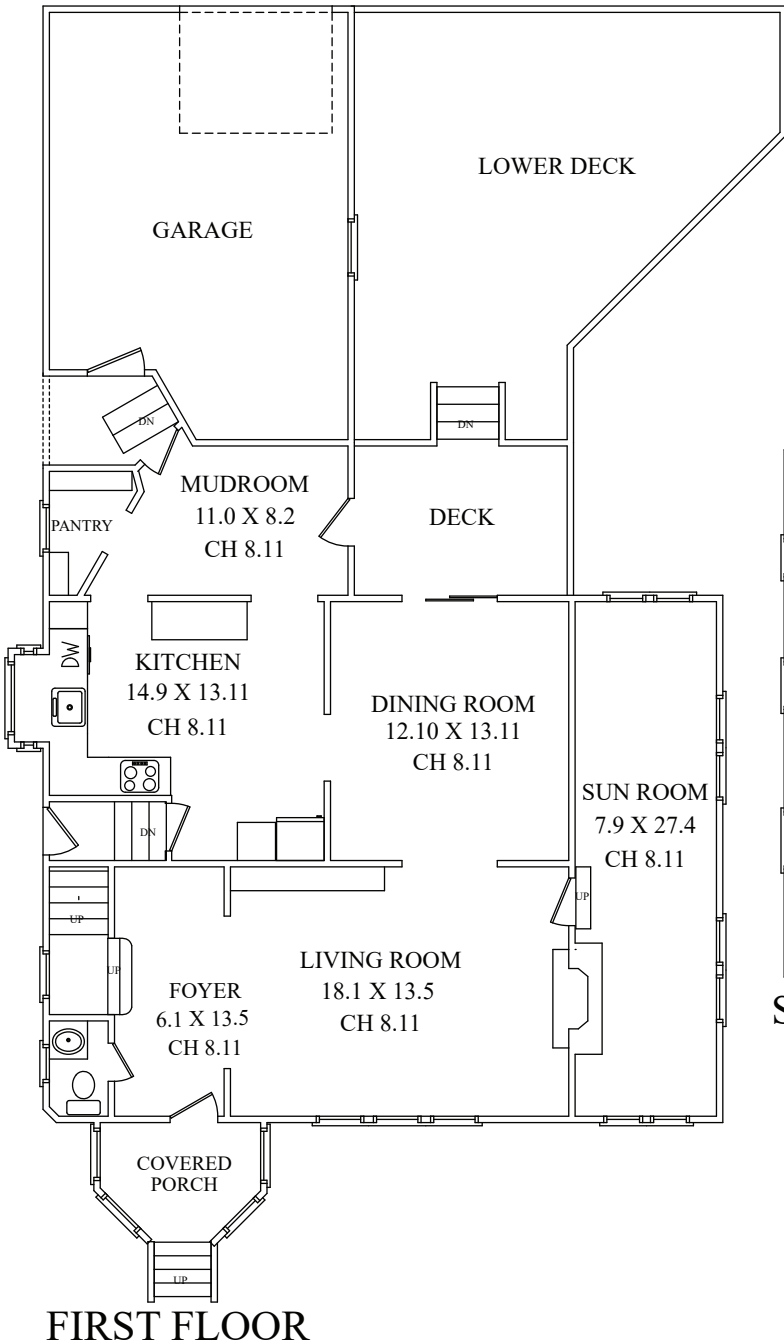 LOWER DECK
GARAGE
DN
DN
MUDROOM
11.0 X 8.2
CH 8.11
PANTRY
DECK
DW
KITCHEN
14.9 X 13.11
CH 8.11
DINING ROOM
12.10 X 13.11
CH 8.11
SUN ROOM
7.9 X 27.4
CH 8.11
DN
UP
UP
UP
LIVING ROOM
18.1 X 13.5
CH 8.11
FOYER
6.1 X 13.5
CH 8.11
S
COVERED
PORCH
UP
FIRST FLOOR